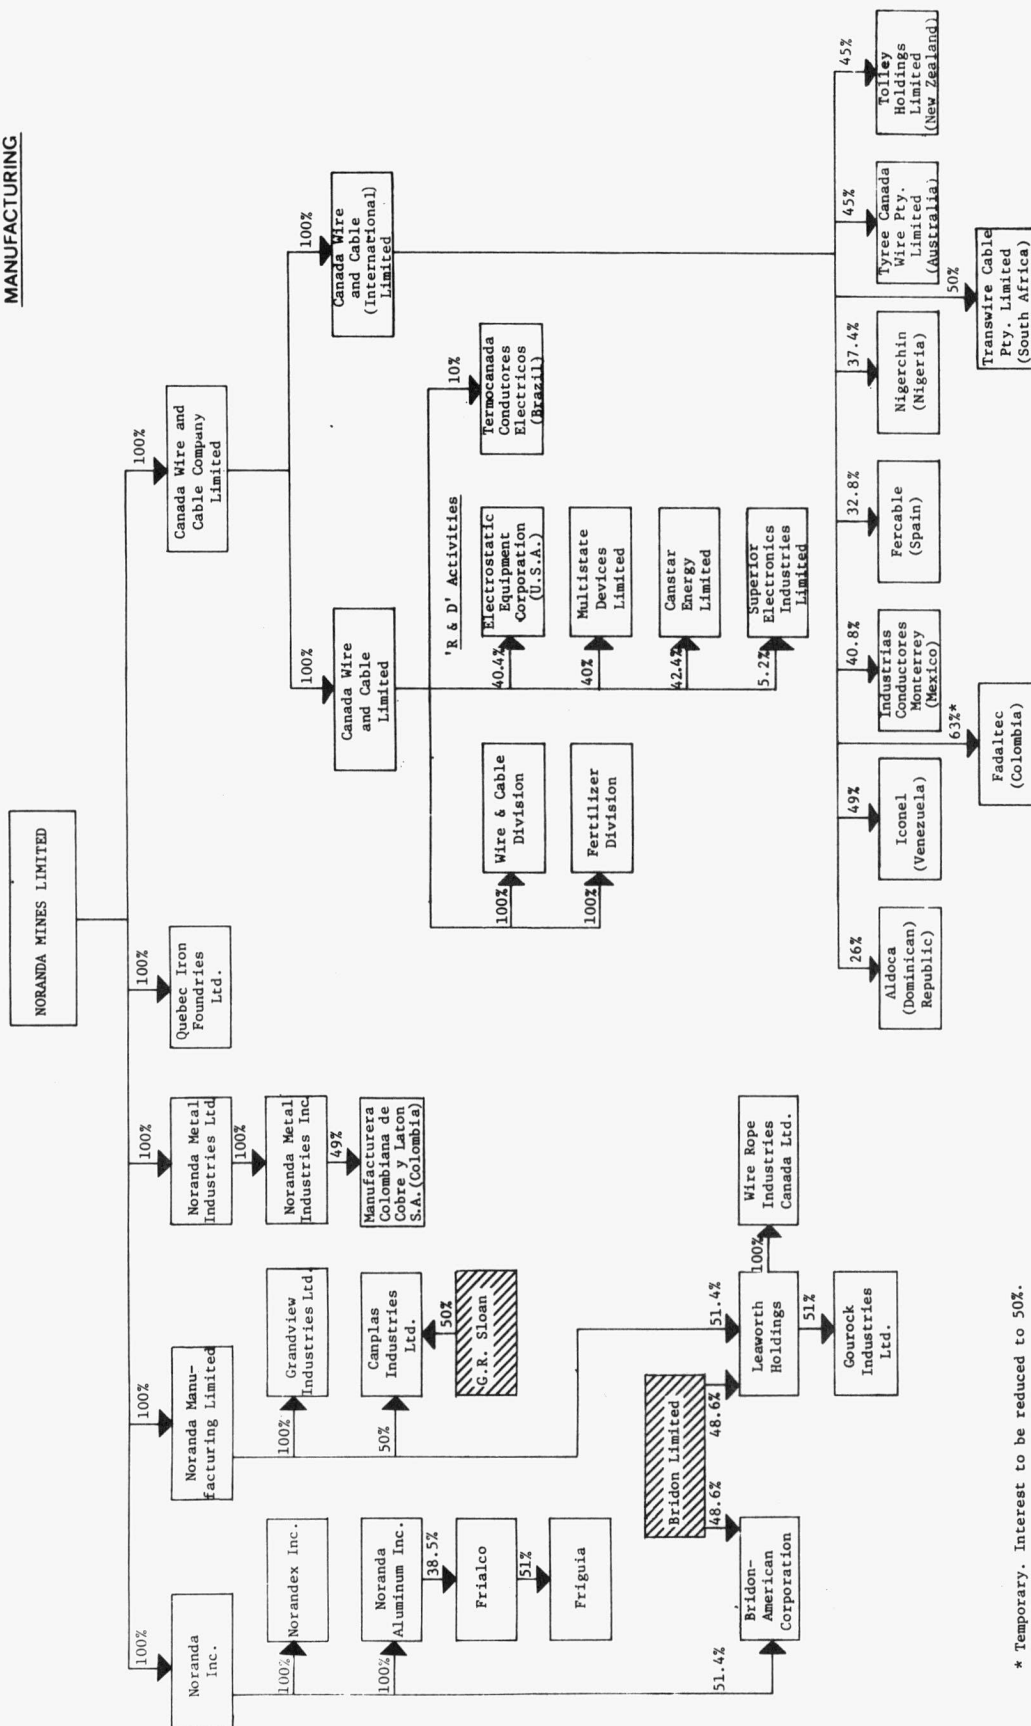 MANUFACTURING
NORANDA MINES LIMITED
100%
Noranda
Inc.
100%
Noranda Manu-
facturing Limited
100%
Noranda Metal
Industries Ltd
100%
Quebec Iron
Foundries
Ltd.
100%
Canada Wire and
Cable Company
Limited
100%
Norandex Inc.
100%
Noranda
Aluminum Inc.
38.5%
Frialco
51%
Friguia
51.4%
Bridon-
American
Corporation
100%
Grandview
Industries Ltd.
50%
Canplas
Industries
Ltd.
50%
G.R. Sloan
Bridon Limited
48.6%
48.6%
51.4%
Leaworth
Holdings
100%
Wire Rope
Industries
Canada Ltd.
51%
Gourock
Industries
Ltd.
100%
Noranda Metal
Industries Inc.
49%
Manufacturera
Colombiana de
Cobre y Laton
S.A.(Colombia)
100%
Canada Wire
and Cable
Limited
100%
Canada Wire
and Cable
(International)
Limited
100%
Wire & Cable
Division
100%
Fertilizer
Division
'R & D' Activities
40.4%
Electrostatic
Equipment
Corporation
(U.S.A.)
40%
Multistate
Devices
Limited
42.4%
Canstar
Energy
Limited
5.2%
Superior
Electronics
Industries
Limited
10%
Termocanada
Condutores
Electricos
(Brazil)
26%
Aldoca
(Dominican)
Republic)
49%
Iconel
(Venezuela)
63%*
Fadaltec
(Colombia)
40.8%
Industrias
Conductores
Monterrey
(Mexico)
32.8%
Fercable
(Spain)
37.4%
Nigerchin
(Nigeria)
50%
Transwire Cable
Pty. Limited
(South Africa)
45%
Tyree Canada
Wire Pty.
Limited
(Australia)
45%
Tolley
Holdings
Limited
(New Zealand)
* Temporary. Interest to be reduced to 50%.